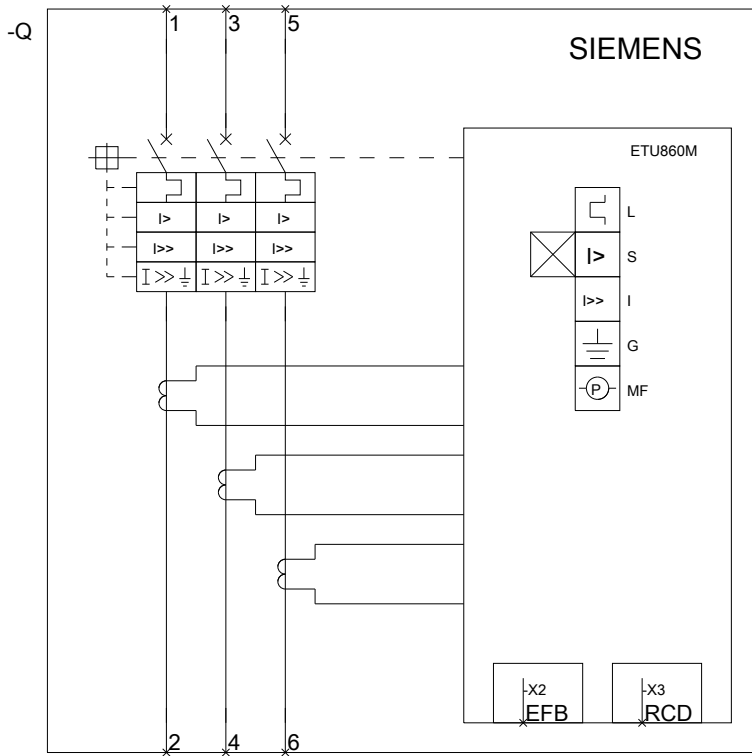 -Q
1 3 5
SIEMENS
ETU860M
L
I> I> I>
I> S
I>> I>> I>>
I>> I
I>> I>> I>>
G
P MF
-X2 -X3
EFB RCD
2 4 6